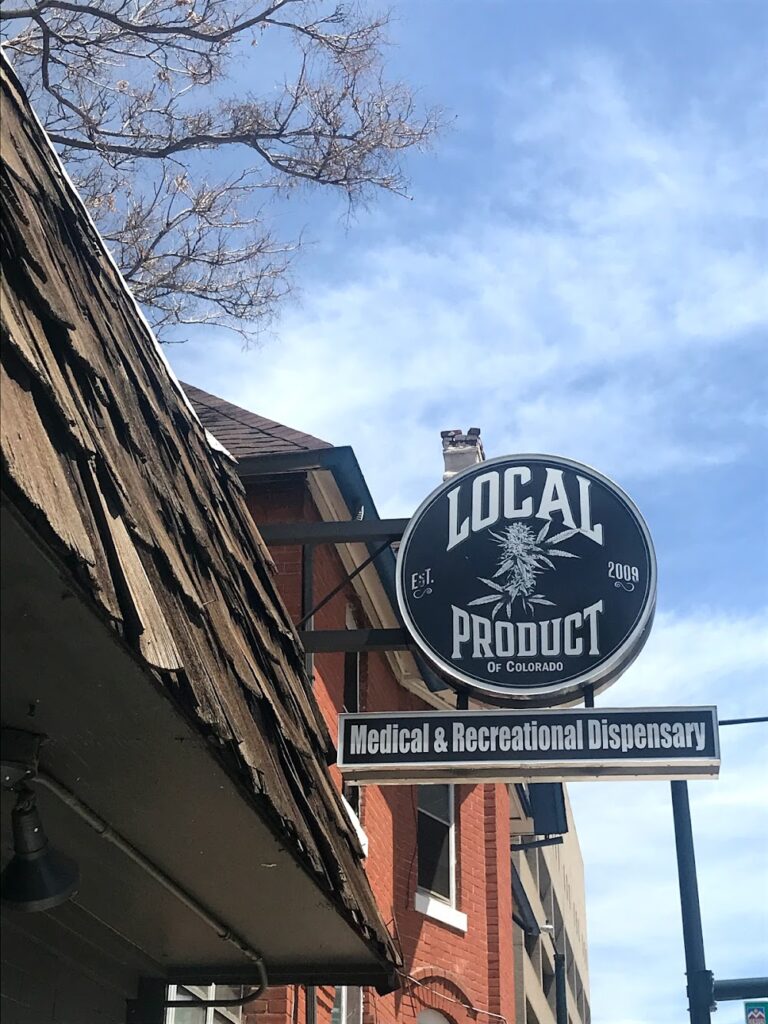 LOCAL
EST. 2009
PRODUCT
OF COLORADO
Medical & Recreational Dispensary